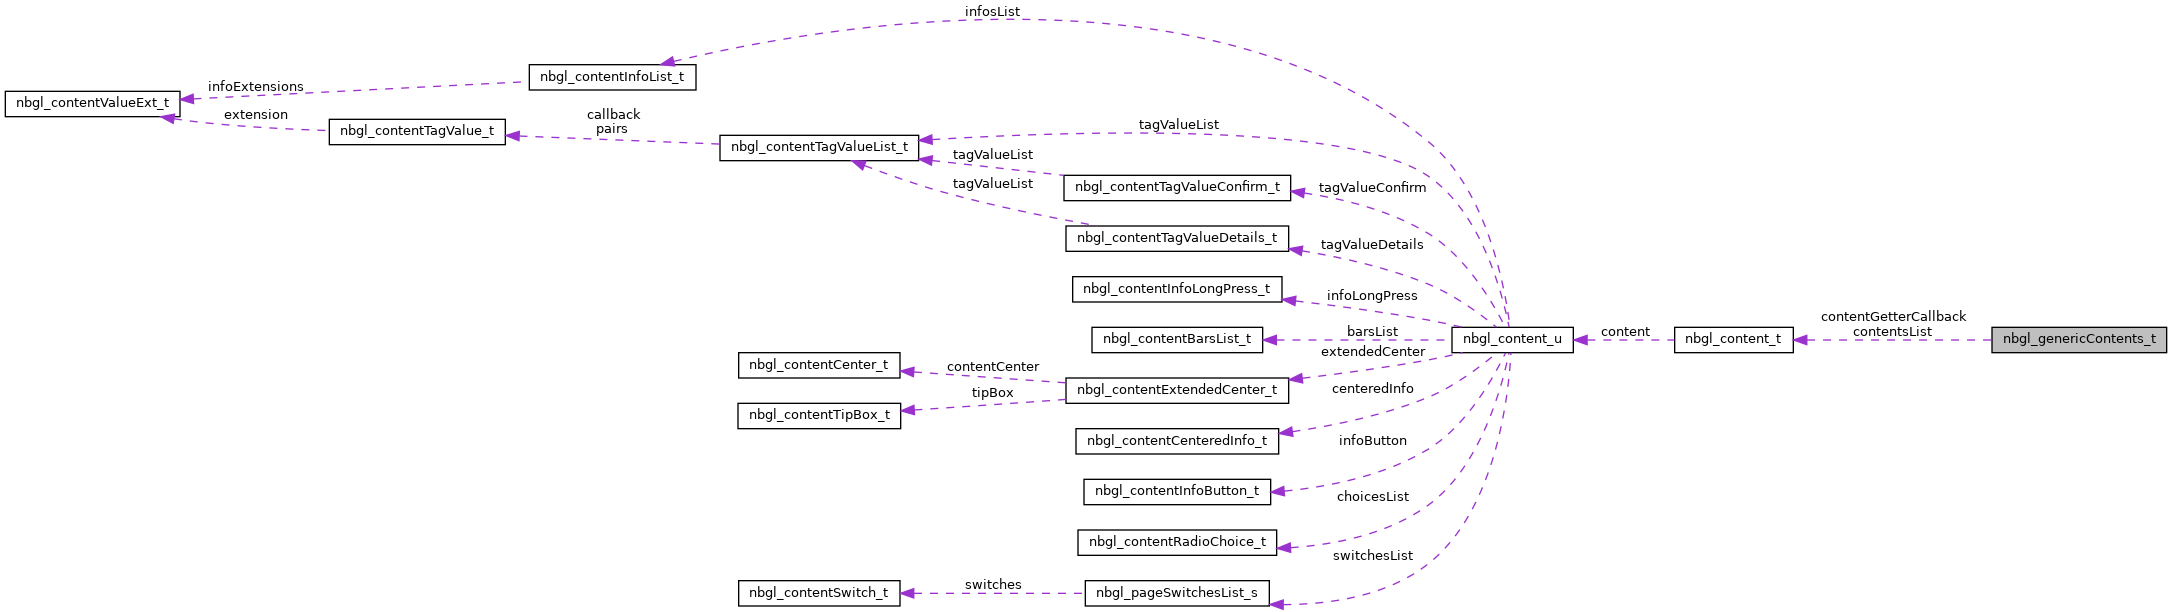 infosList
nbgl_contentInfoList_t
infoExtensions
nbgl_contentValueExt_t
extension
nbgl_contentTagValue_t
callback
pairs
nbgl_contentTagValueList_t
tagValueList
tagValueList
tagValueList
nbgl_contentTagValueConfirm_t
tagValueConfirm
nbgl_contentTagValueDetails_t
tagValueDetails
nbgl_contentInfoLongPress_t
infoLongPress
nbgl_contentBarsList_t
barsList
nbgl_content_u
content
nbgl_content_t
contentGetterCallback
contentsList
nbgl_genericContents_t
extendedCenter
nbgl_contentCenter_t
contentCenter
nbgl_contentExtendedCenter_t
tipBox
nbgl_contentTipBox_t
centeredInfo
nbgl_contentCenteredInfo_t
infoButton
nbgl_contentInfoButton_t
choicesList
nbgl_contentRadioChoice_t
switchesList
nbgl_contentSwitch_t
switches
nbgl_pageSwitchesList_s